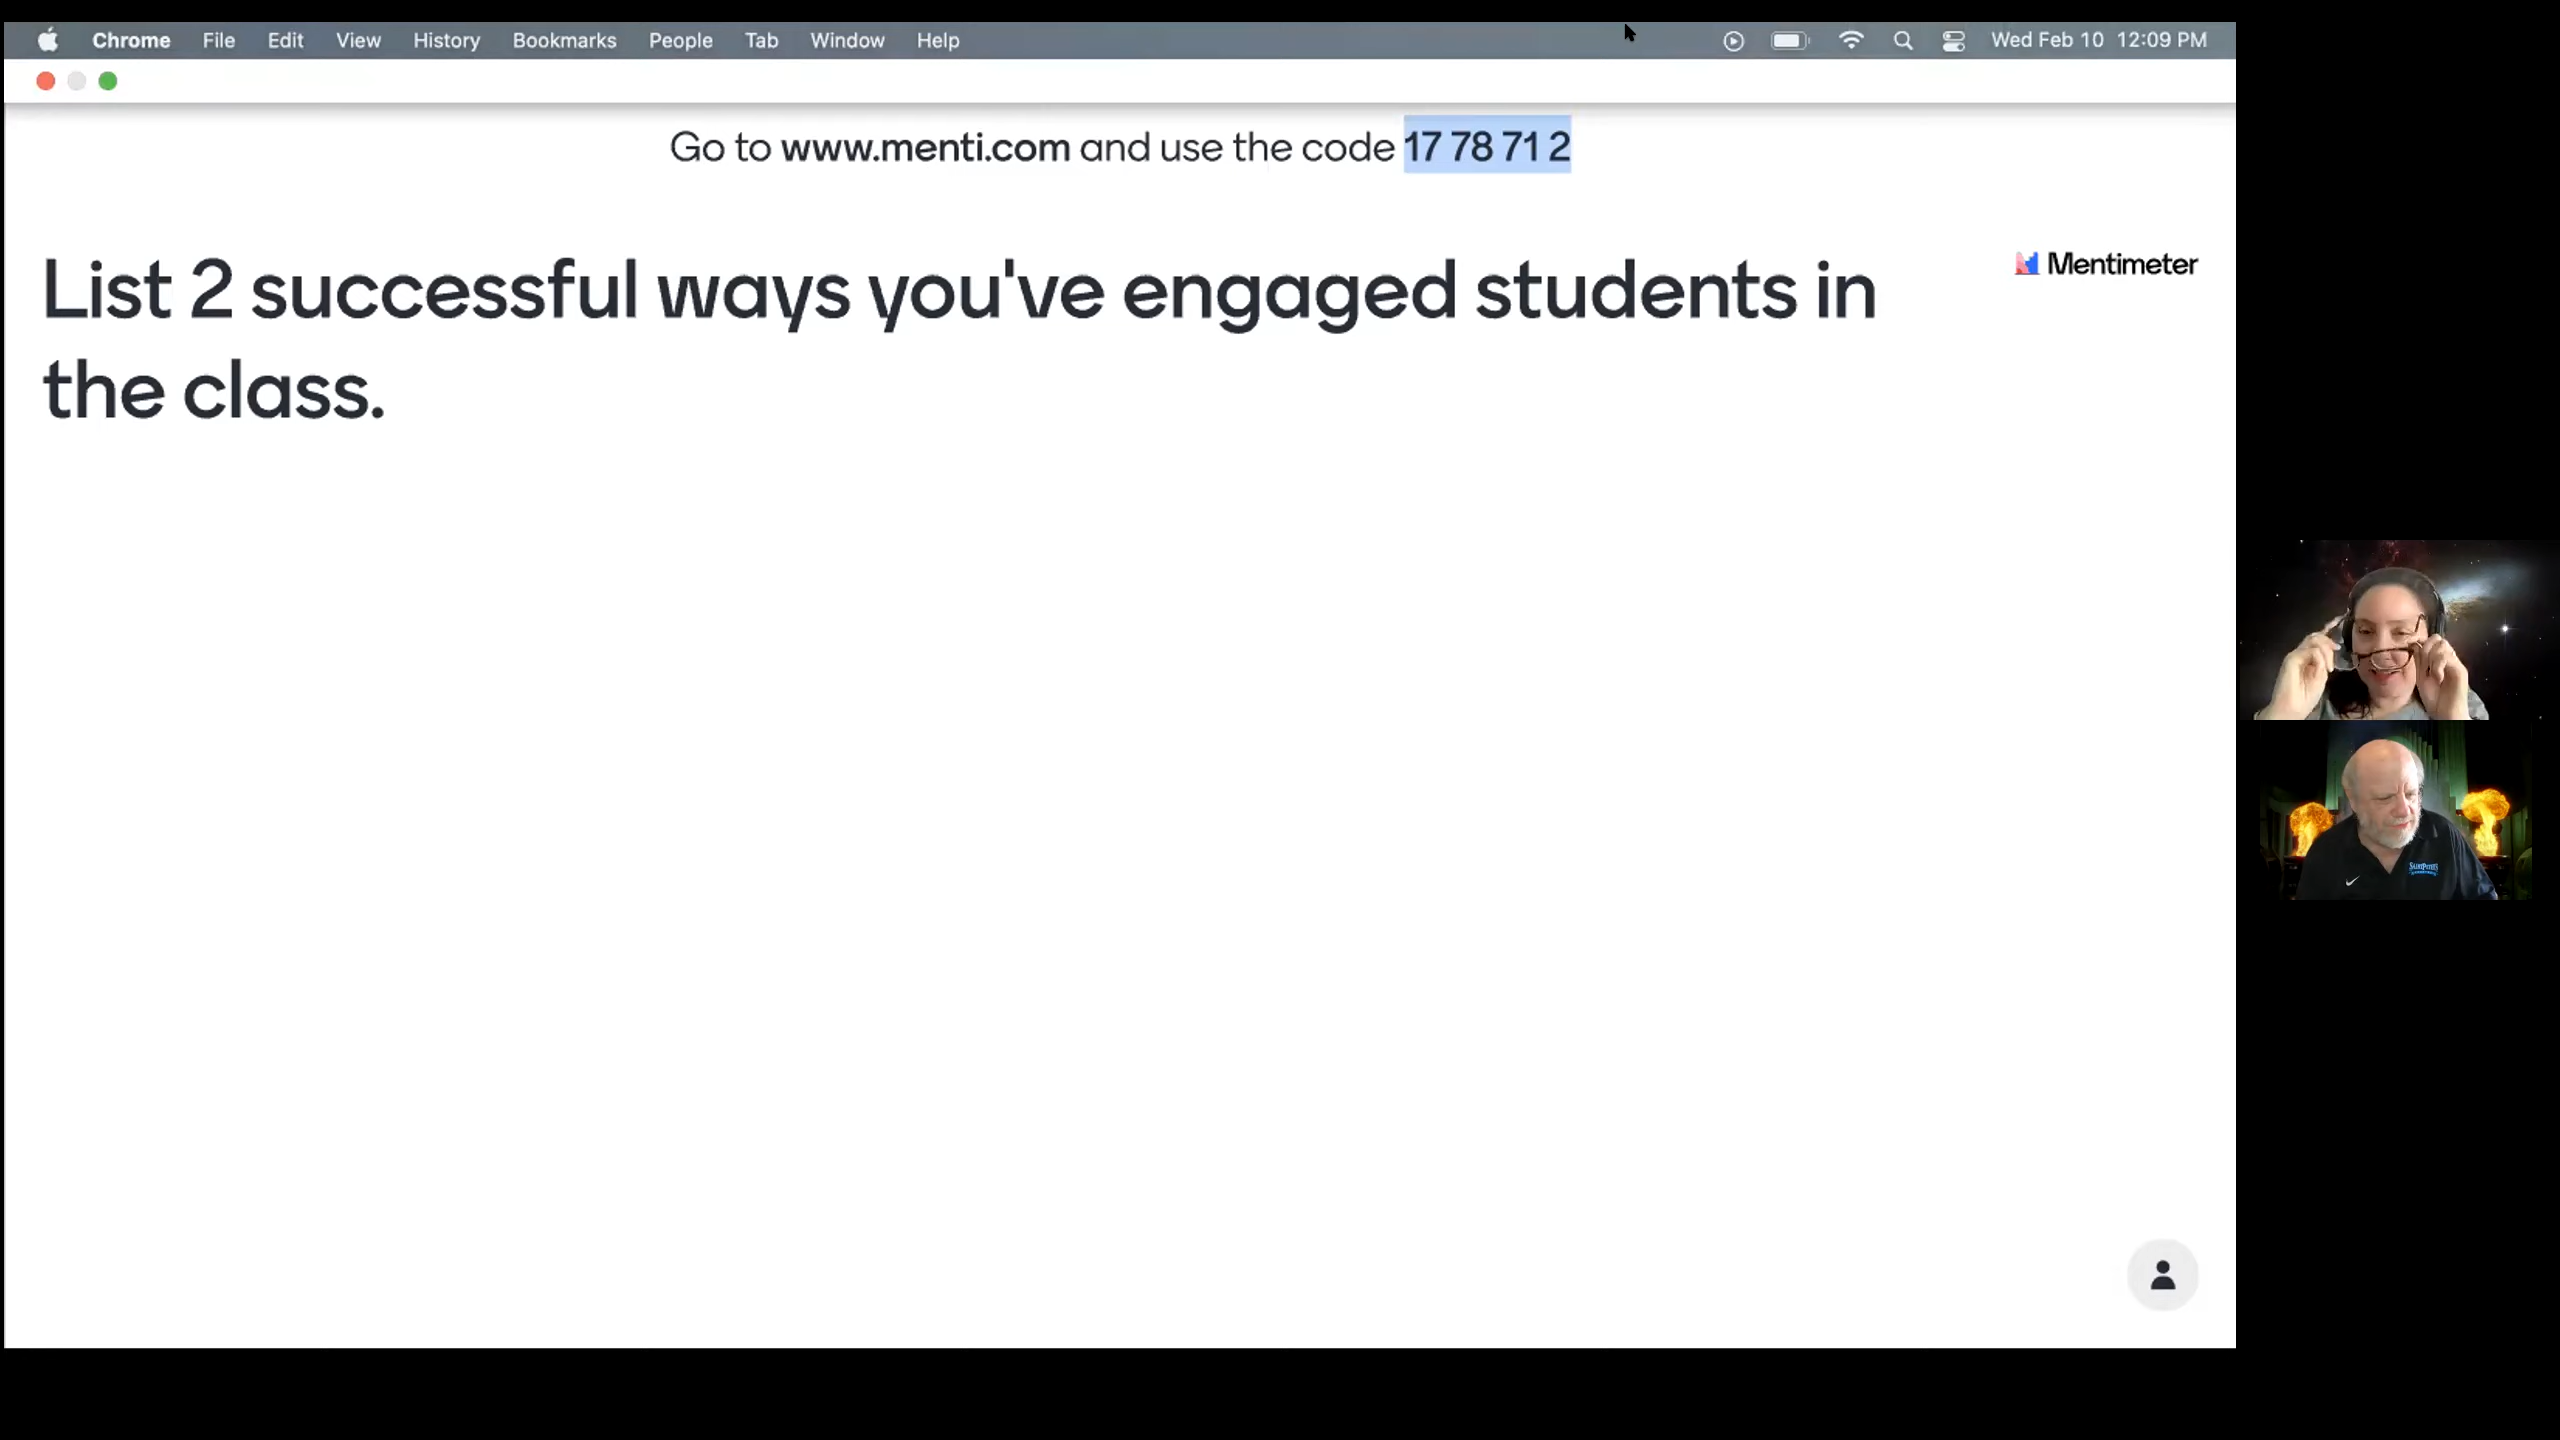 Chrome File Edit View History Bookmarks People Tab Window Help Wed Feb 10 12:09 PM
Go to www.menti.com and use the code 17 78 71 2
List 2 successful ways you've engaged students in
the class.
Mentimeter